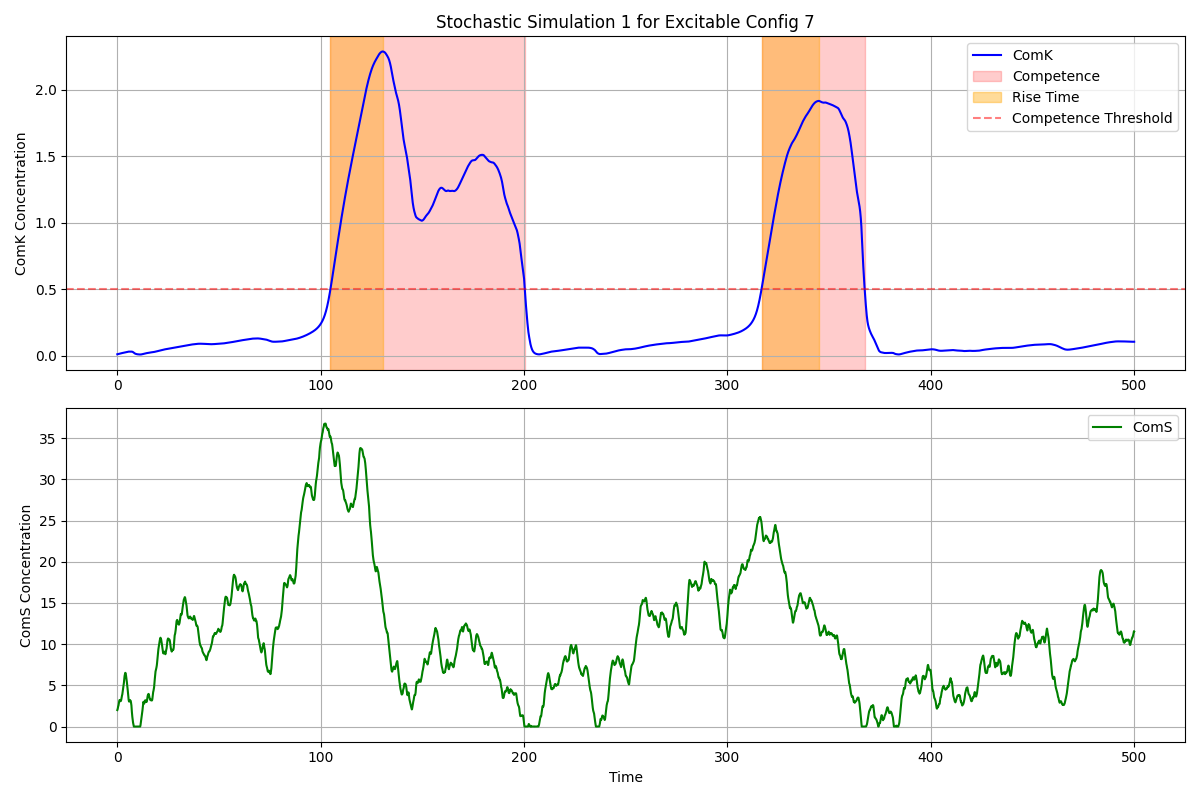 Stochastic Simulation 1 for Excitable Config 7
ComK Concentration
2.0
1.5
1.0
0.5
0.0
ComK
Competence
Rise Time
Competence Threshold
0 100 200 300 400 500
ComS Concentration
35
30
25
20
15
10
5
0
ComS
0 100 200 300 400 500
Time